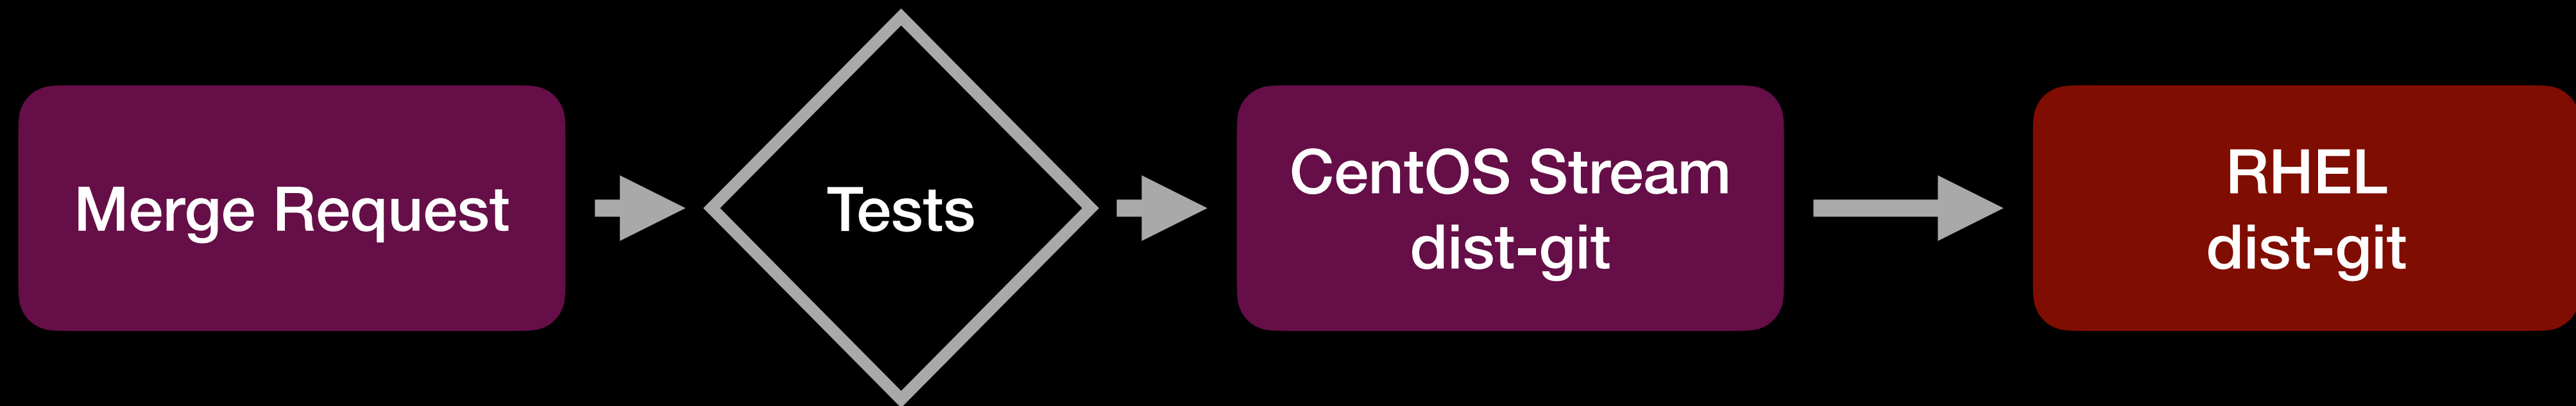 Merge Request
Tests
CentOS Stream
dist-git
RHEL
dist-git